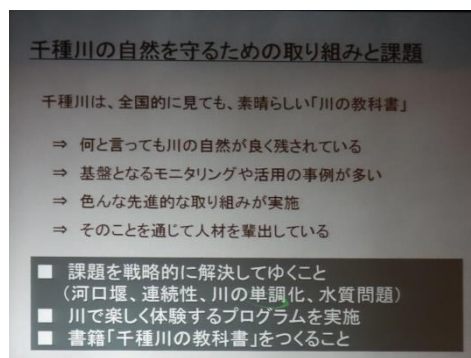 千種川の自然を守るための取り組みと課題
千種川は、全国的に見ても、素晴らしい「川の教科書」
⇒ 何と言っても川の自然が良く残されている
⇒ 基盤となるモニタリングや活用の事例が多い
⇒ 色んな先進的な取り組みが実施
⇒ そのことを通じて人材を輩出している
■ 課題を戦略的に解決してゆくこと
（河口堰、連続性、川の単調化、水質問題）
■ 川で楽しく体験するプログラムを実施
■ 書籍「千種川の教科書」をつくること